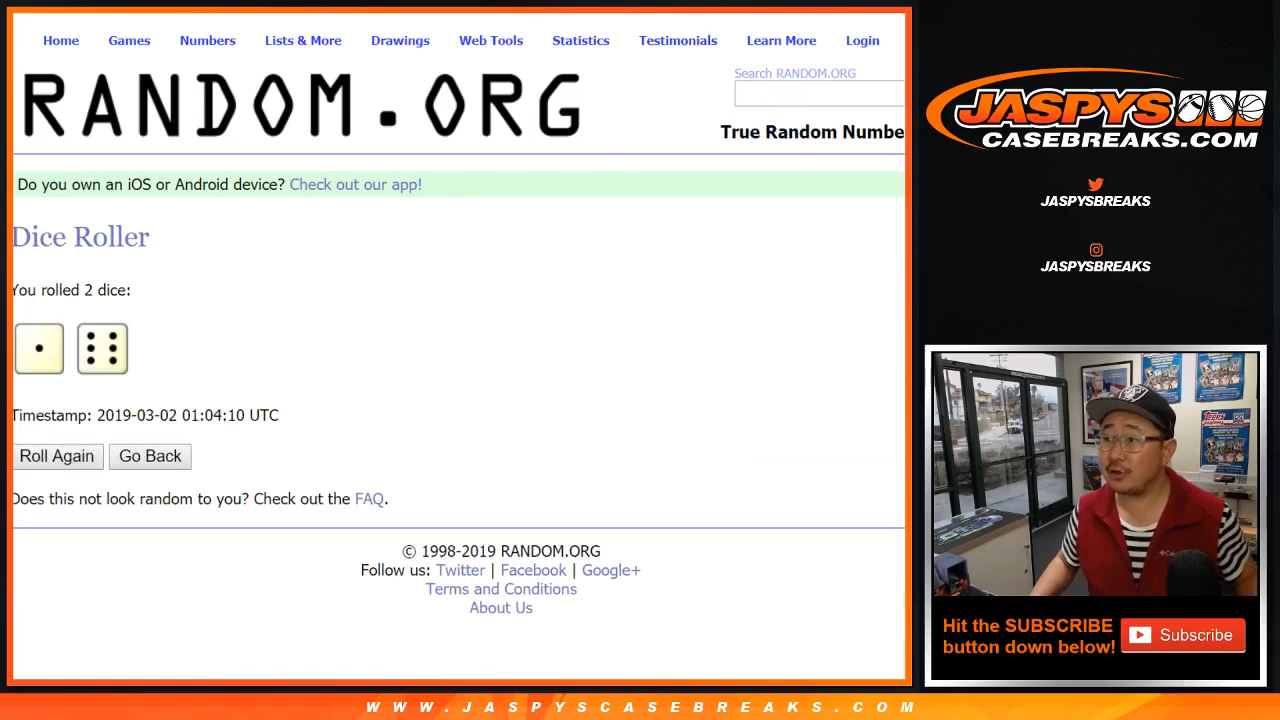 Home Games Numbers Lists & More Drawings Web Tools Statistics Testimonials Learn More Login
RANDOM.ORG
Search RANDOM.ORG
True Random Numbe
Do you own an iOS or Android device? Check out our app!
Dice Roller
You rolled 2 dice:
Timestamp: 2019-03-02 01:04:10 UTC
Roll Again Go Back
Does this not look random to you? Check out the FAQ.
© 1998-2019 RANDOM.ORG
Follow us: Twitter | Facebook | Google+
Terms and Conditions
About Us
JASPYS
CASEBREAKS.COM
JASPYSBREAKS
JASPYSBREAKS
Hit the SUBSCRIBE
button down below!
Subscribe
WWW.JASPYSCASEBREAKS.COM